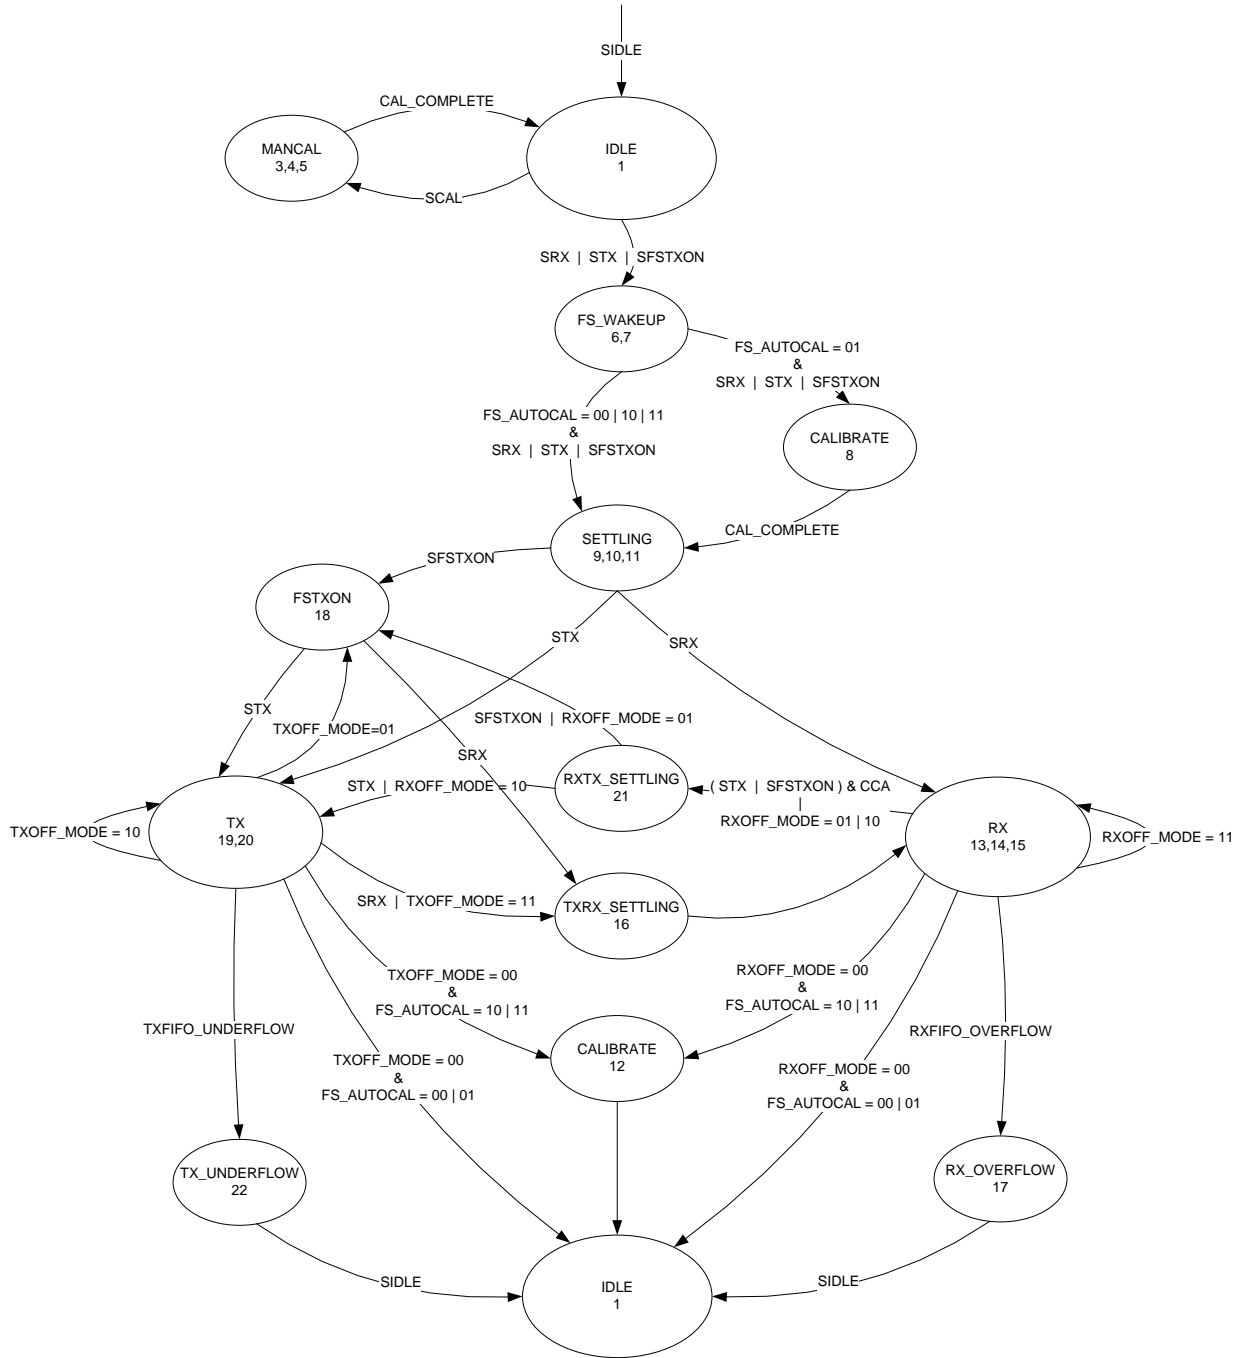 SIDLE
CAL_COMPLETE
MANCAL
3,4,5
IDLE
1
SCAL
SRX | STX | SFSTXON
FS_WAKEUP
6,7
FS_AUTOCAL = 01
&
SRX | STX | SFSTXON
FS_AUTOCAL = 00 | 10 | 11
&
SRX | STX | SFSTXON
CALIBRATE
8
CAL_COMPLETE
SETTLING
9,10,11
SFSTXON
FSTXON
18
STX
SRX
STX
TXOFF_MODE=01
SFSTXON | RXOFF_MODE = 01
SRX
RXTX_SETTLING
21
STX | RXOFF_MODE = 10
( STX | SFSTXON ) & CCA
|
RXOFF_MODE = 01 | 10
TXOFF_MODE = 10
TX
19,20
RX
13,14,15
RXOFF_MODE = 11
SRX | TXOFF_MODE = 11
TXRX_SETTLING
16
TXOFF_MODE = 00
&
FS_AUTOCAL = 10 | 11
RXOFF_MODE = 00
&
FS_AUTOCAL = 10 | 11
TXFIFO_UNDERFLOW
RXFIFO_OVERFLOW
CALIBRATE
12
TXOFF_MODE = 00
&
FS_AUTOCAL = 00 | 01
RXOFF_MODE = 00
&
FS_AUTOCAL = 00 | 01
TX_UNDERFLOW
22
RX_OVERFLOW
17
SIDLE
SIDLE
IDLE
1